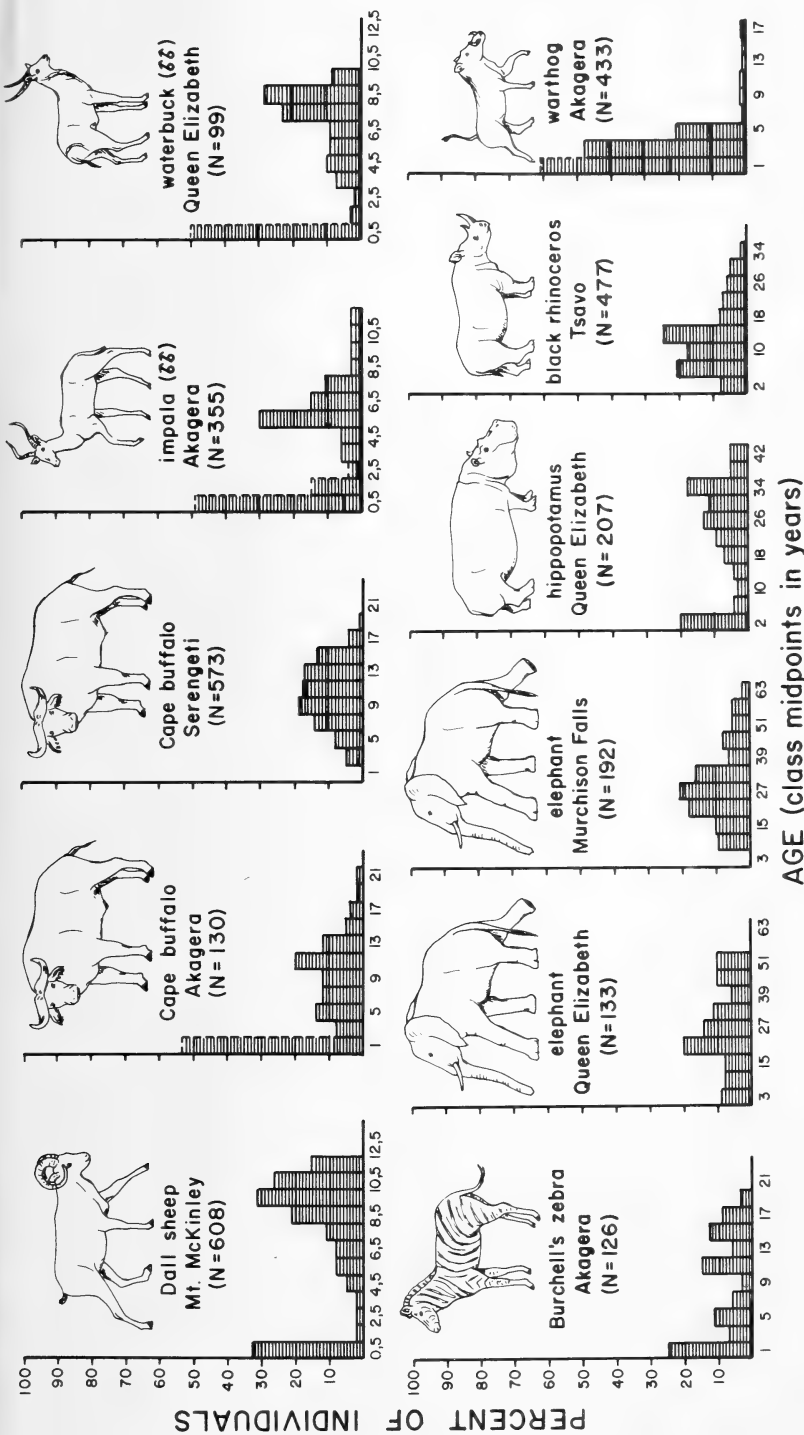 PERCENT OF INDIVIDUALS
100
90
80
70
60
50
40
30
20
10
Dall sheep
Mt. McKinley
(N=608)
0,5 2,5 4,5 6,5 8,5 10,5 12,5
Cape buffalo
Akagera
(N=130)
1 5 9 13 17 21
Cape buffalo
Serengeti
(N=573)
1 5 9 13 17 21
impala (♂♂)
Akagera
(N=355)
0,5 2,5 4,5 6,5 8,5 10,5
waterbuck (♂♂)
Queen Elizabeth
(N=99)
0,5 2,5 4,5 6,5 8,5 10,5 12,5
100
90
80
70
60
50
40
30
20
10
Burchell's zebra
Akagera
(N=126)
1 5 9 13 17 21
elephant
Queen Elizabeth
(N=133)
3 15 27 39 51 63
elephant
Murchison Falls
(N=192)
3 15 27 39 51 63
hippopotamus
Queen Elizabeth
(N=207)
2 10 18 26 34 42
black rhinoceros
Tsavo
(N=477)
2 10 18 26 34
warthog
Akagera
(N=433)
1 5 9 13 17
AGE (class midpoints in years)